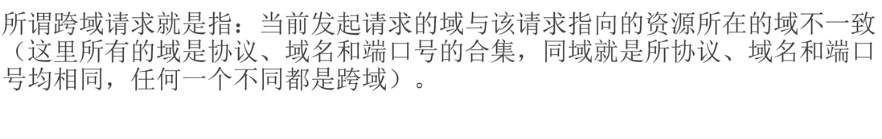 所谓跨域请求就是指：当前发起请求的域与该请求指向的资源所在的域不一致
（这里所有的域是协议、域名和端口号的合集，同域就是所协议、域名和端口
号均相同，任何一个不同都是跨域）。